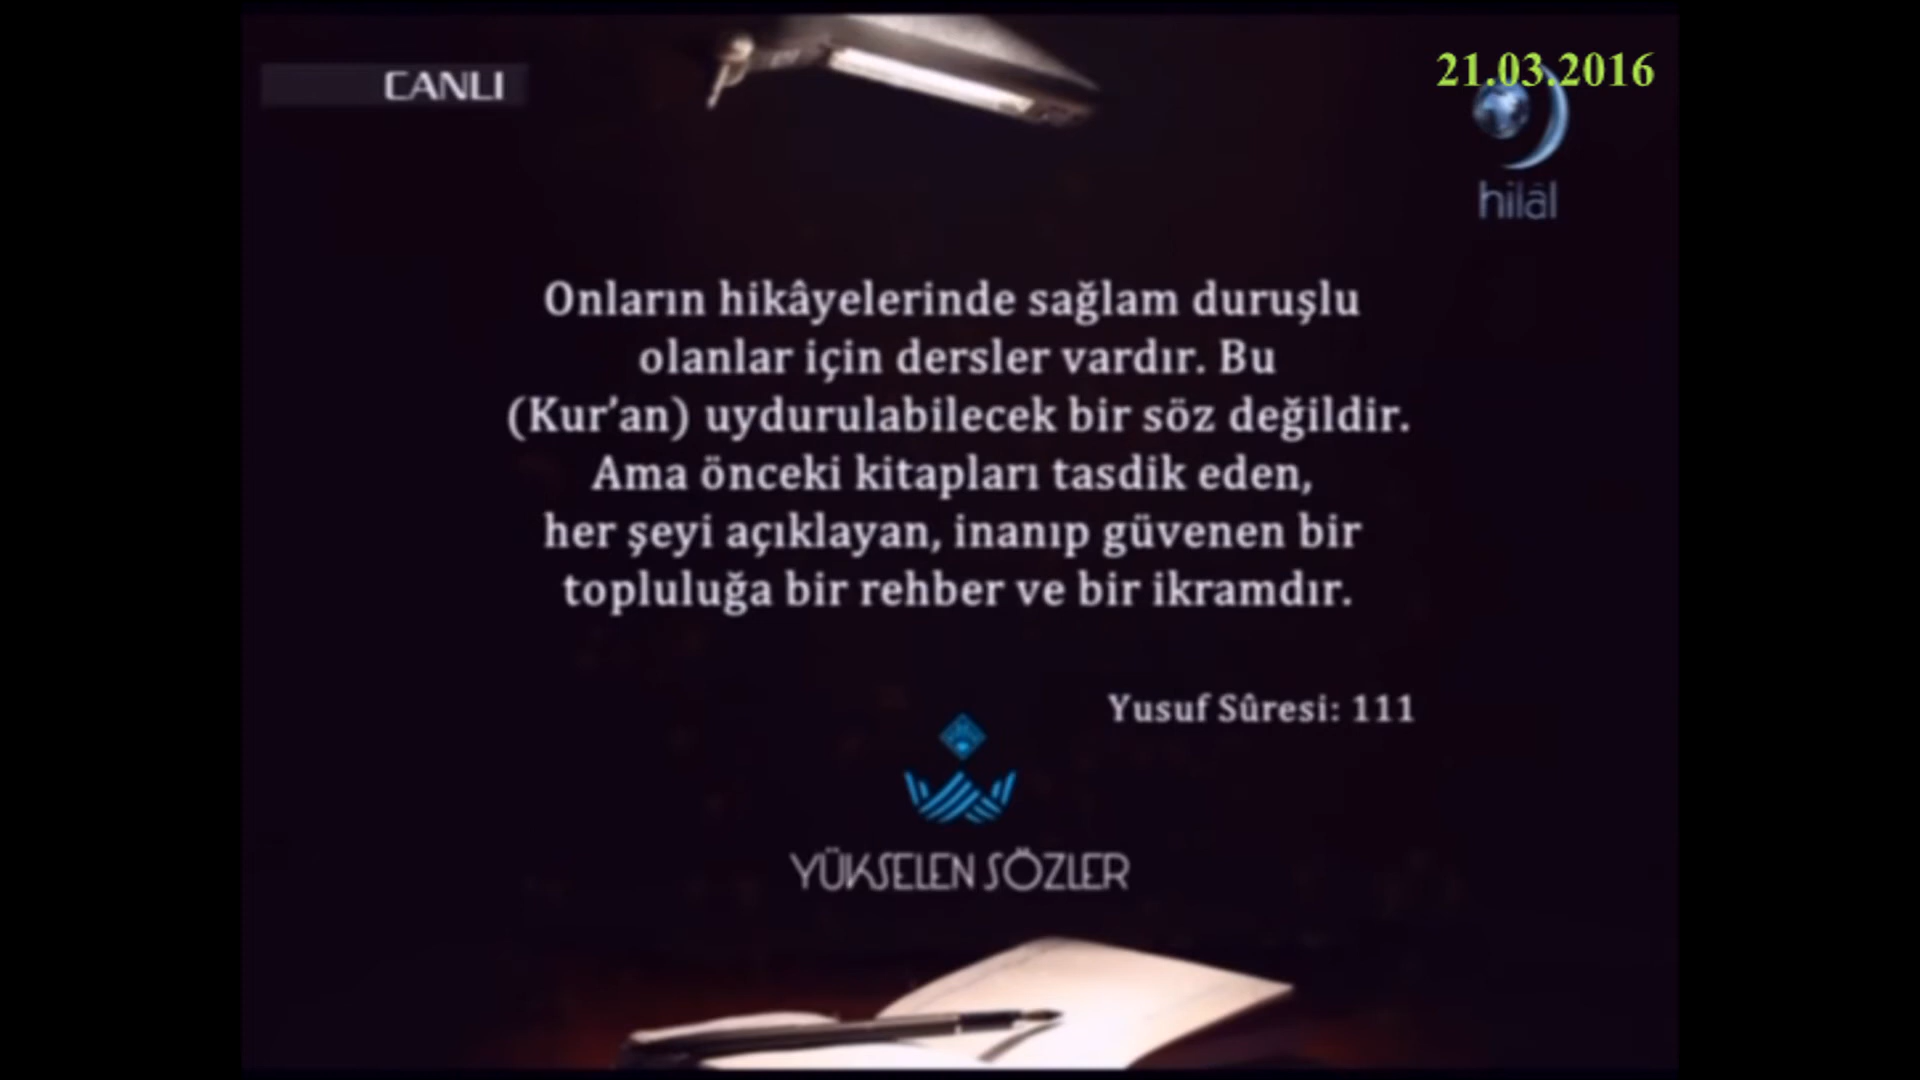 CANLI
21.03.2016
hilâl
Onların hikâyelerinde sağlam duruşlu
olanlar için dersler vardır. Bu
(Kur’an) uydurulabilecek bir söz değildir.
Ama önceki kitapları tasdik eden,
her şeyi açıklayan, inanıp güvenen bir
topluluğa bir rehber ve bir ikramdır.
Yusuf Sûresi: 111
YÜKSELEN SÖZLER